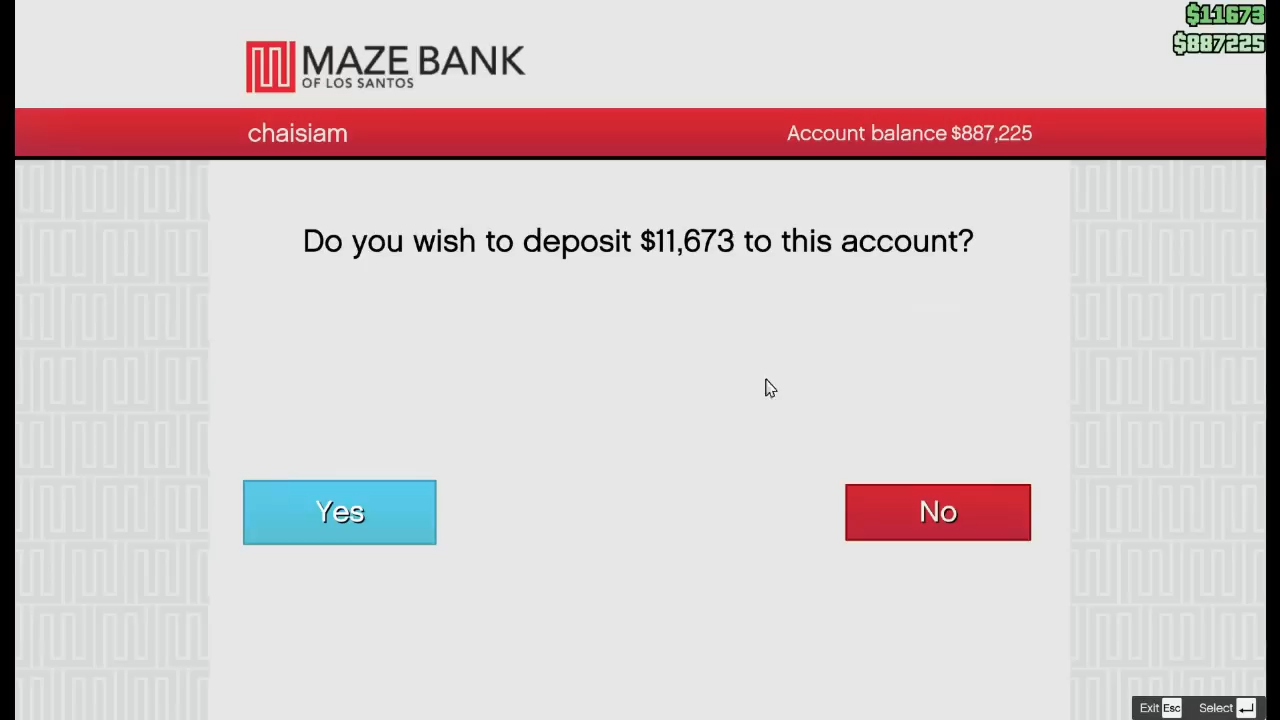 $11673
$887225
MAZE BANK
OF LOS SANTOS
chaisiam
Account balance $887,225
Do you wish to deposit $11,673 to this account?
Yes
No
Exit Esc Select